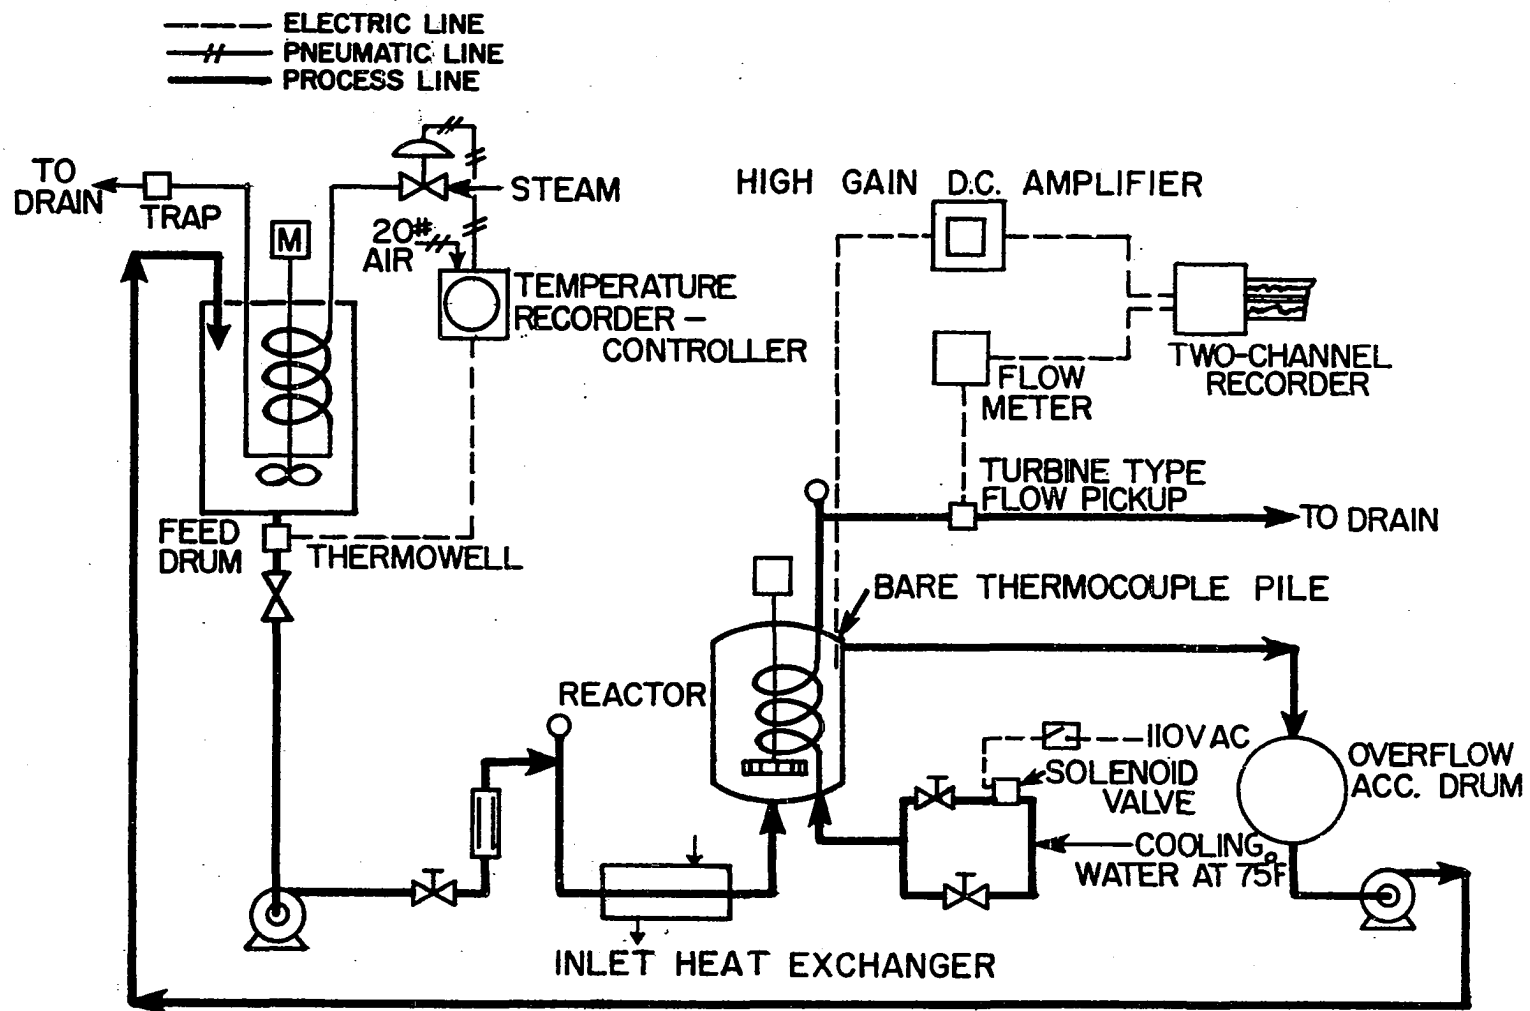 ELECTRIC LINE
PNEUMATIC LINE
PROCESS LINE
TO
DRAIN
TRAP
M
STEAM
20#
AIR
TEMPERATURE
RECORDER –
CONTROLLER
HIGH GAIN D.C. AMPLIFIER
TWO-CHANNEL
RECORDER
FLOW
METER
TURBINE TYPE
FLOW PICKUP
TO DRAIN
FEED
DRUM
THERMOWELL
BARE THERMOCOUPLE PILE
REACTOR
110VAC
SOLENOID
VALVE
OVERFLOW
ACC. DRUM
COOLING
WATER AT 75°F
INLET HEAT EXCHANGER